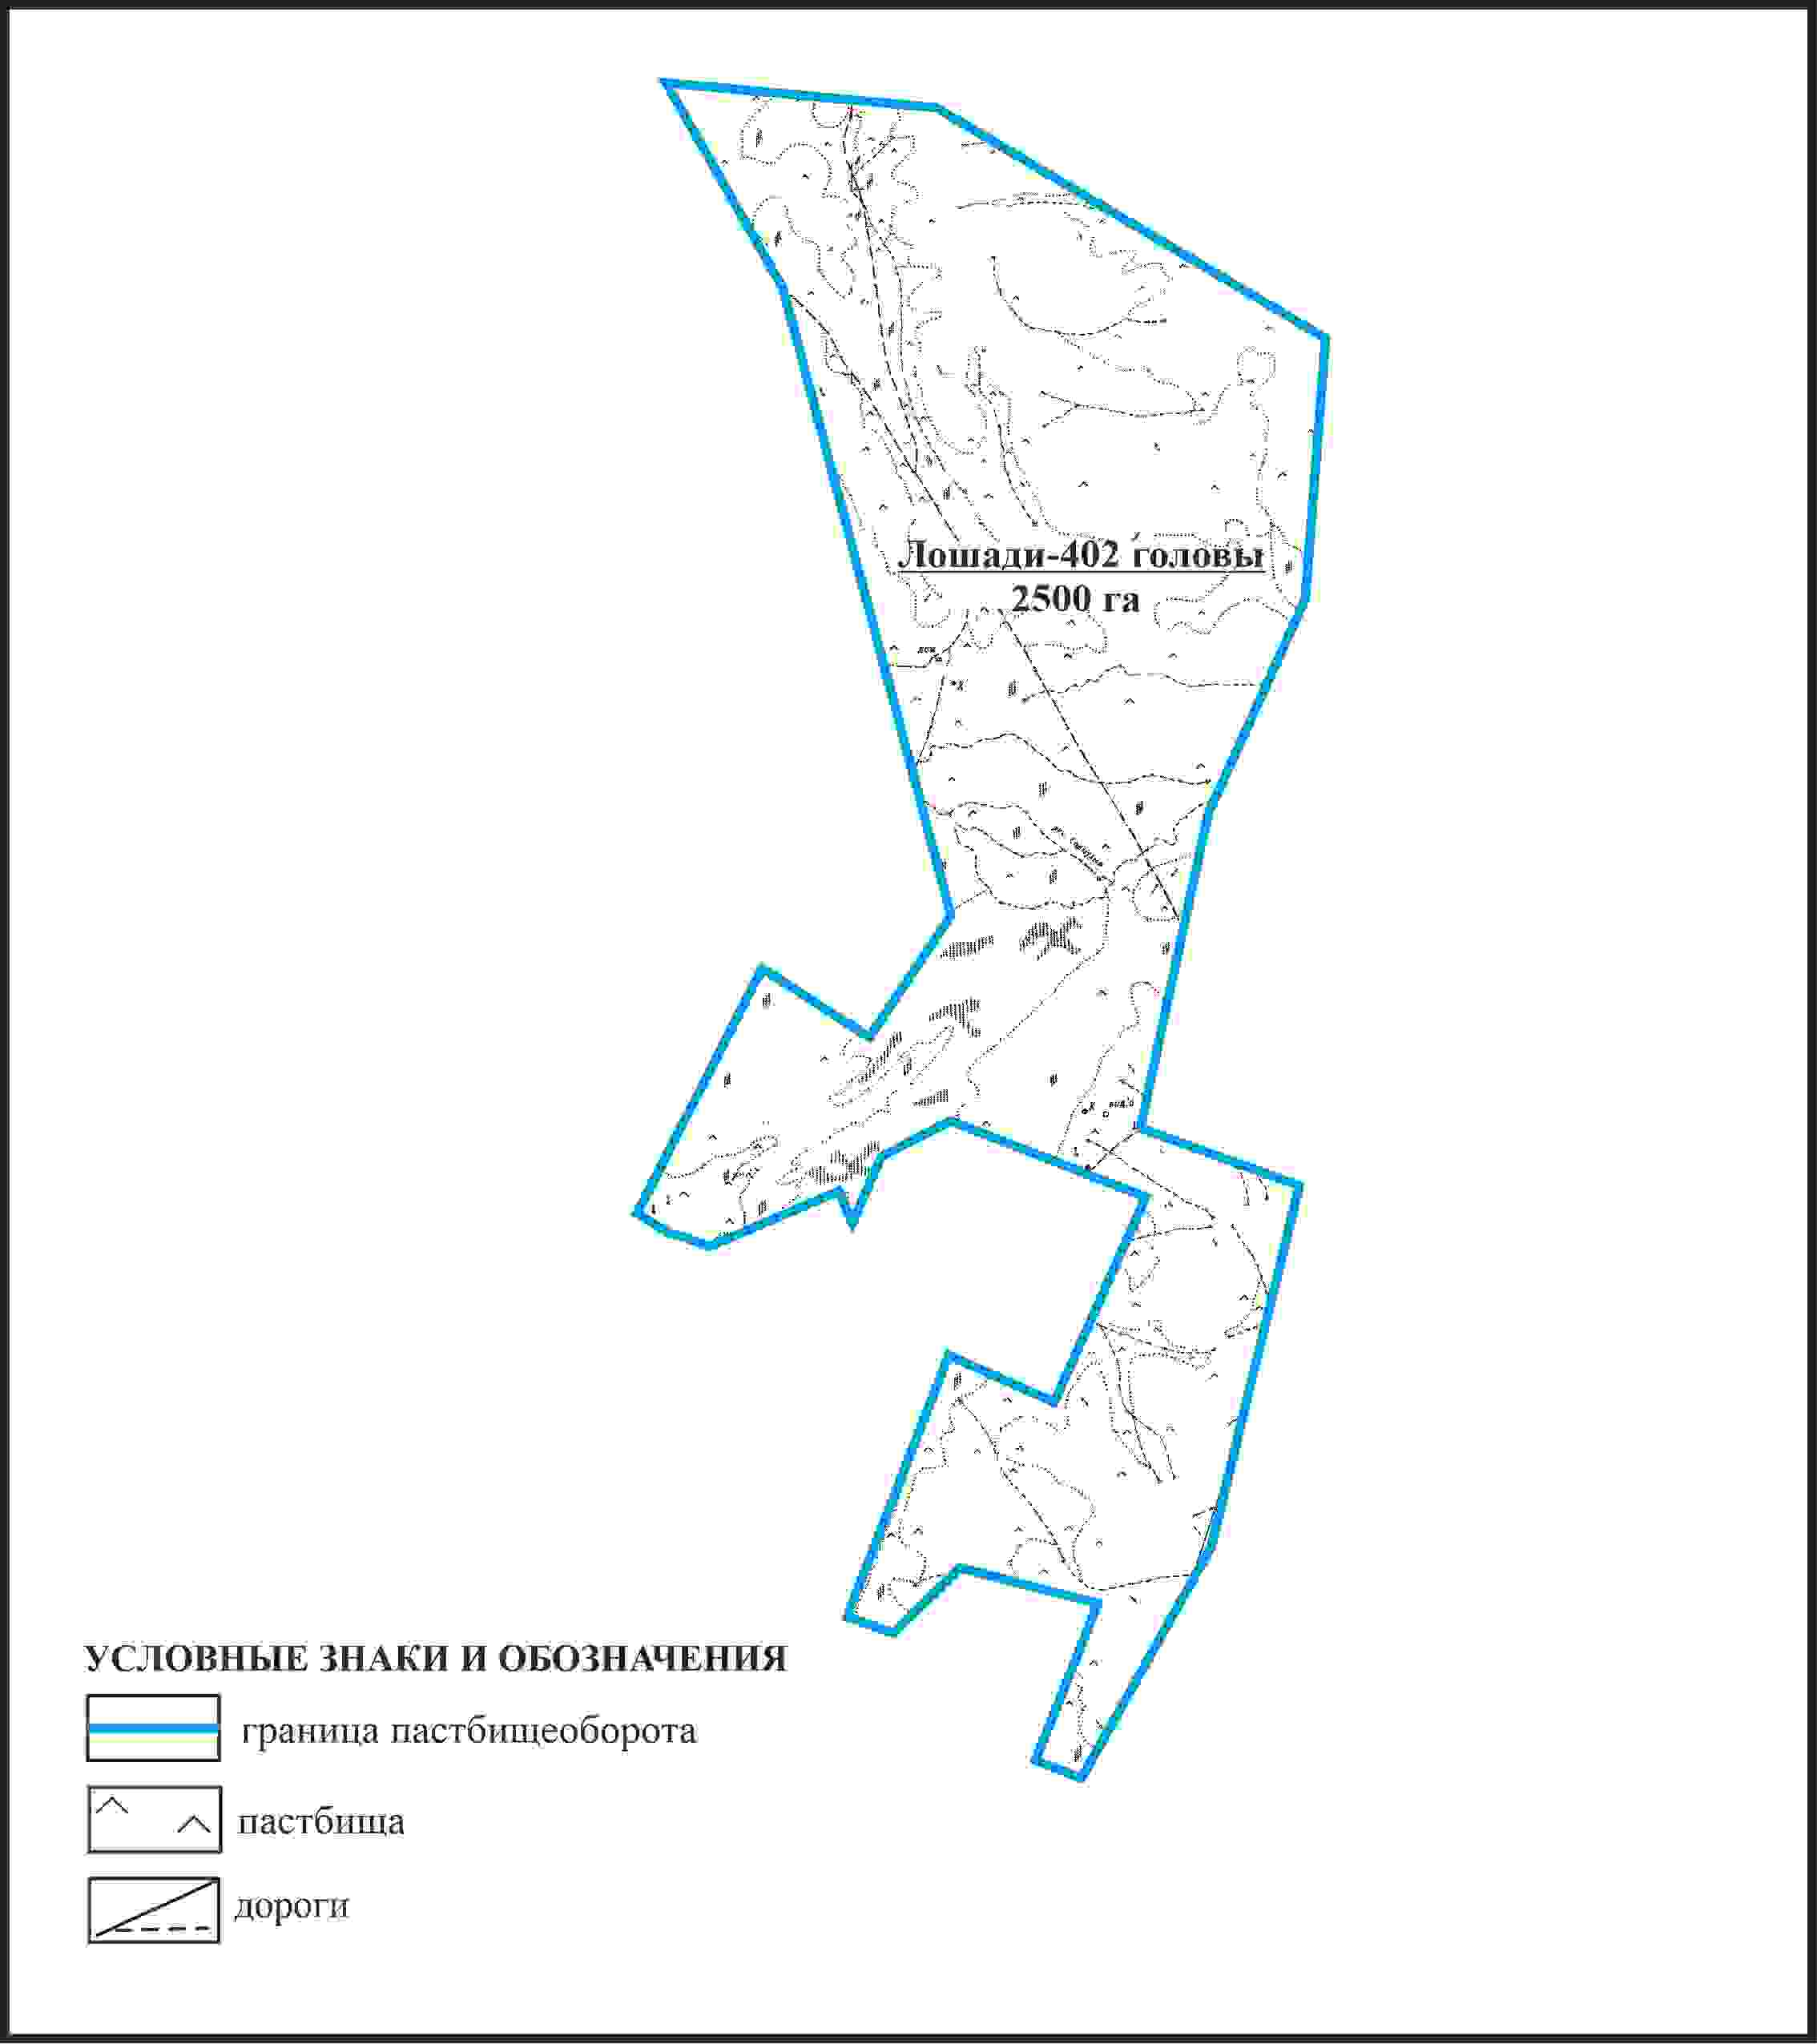 Лошади-402 головы
2500 га
УСЛОВНЫЕ ЗНАКИ И ОБОЗНАЧЕНИЯ
граница пастбищеоборота
пастбища
дороги